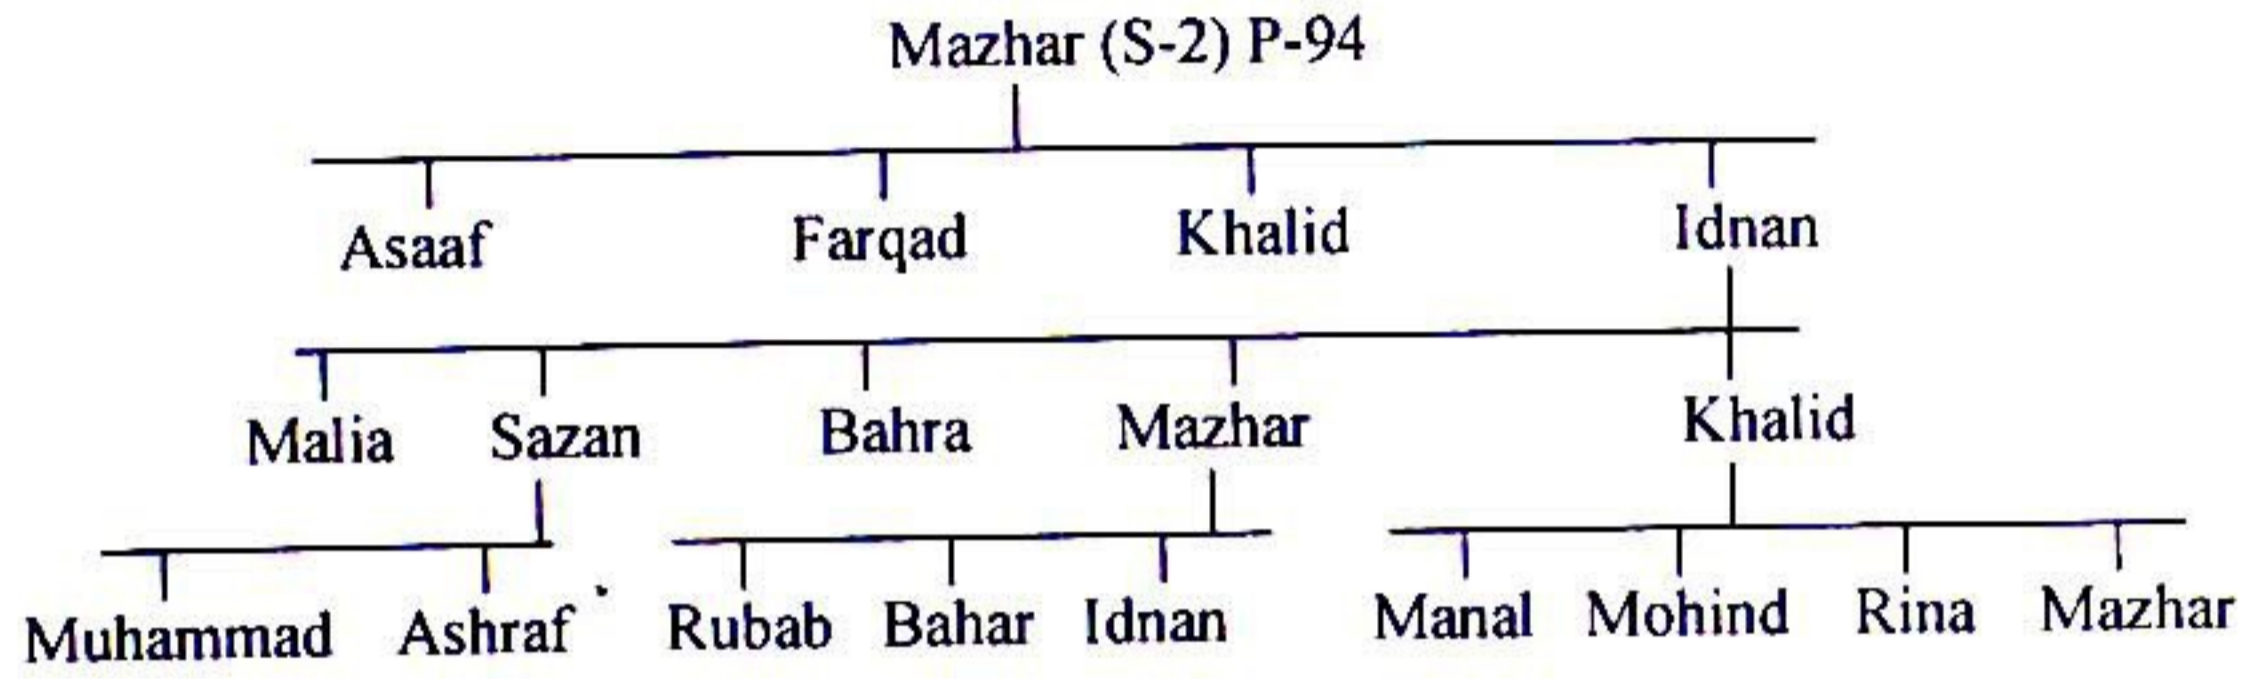 Mazhar (S-2) P-94
Asaaf Farqad Khalid Idnan
Malia Sazan Bahra Mazhar Khalid
Muhammad Ashraf Rubab Bahar Idnan Manal Mohind Rina Mazhar